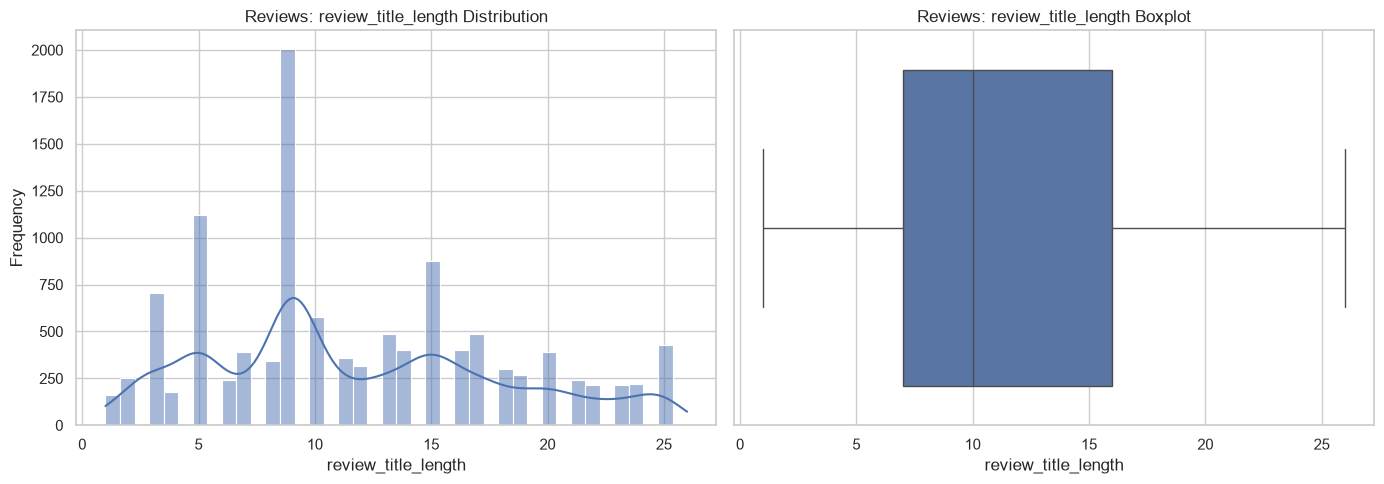 Reviews: review_title_length Distribution
2000
1750
1500
1250
1000
750
500
250
0
Frequency
0 5 10 15 20 25
review_title_length
Reviews: review_title_length Boxplot
0 5 10 15 20 25
review_title_length